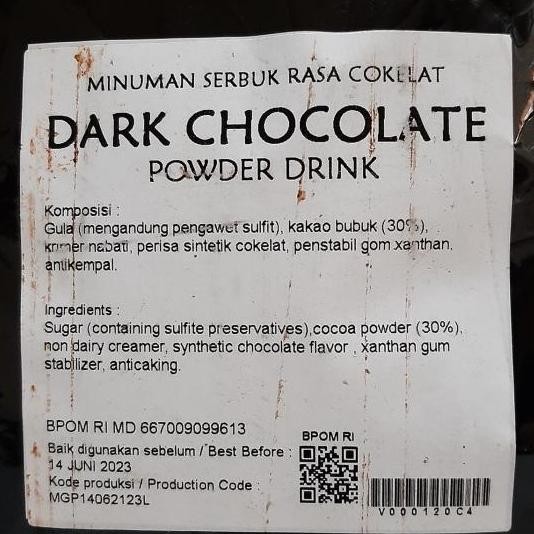 MINUMAN SERBUK RASA COKELAT
DARK CHOCOLATE
POWDER DRINK
Komposisi :
Gula (mengandung pengawet sulfit), kakao bubuk (30%),
krimer nabati, perisa sintetik cokelat, penstabil gom xanthan,
antikempal.
Ingredients :
Sugar (containing sulfite preservatives),cocoa powder (30%),
non dairy creamer, synthetic chocolate flavor , xanthan gum
stabilizer, anticaking.
BPOM RI MD 667009099613
Baik digunakan sebelum / Best Before :
14 JUNI 2023
Kode produksi / Production Code :
MGP14062123L
BPOM RI
V000120C4